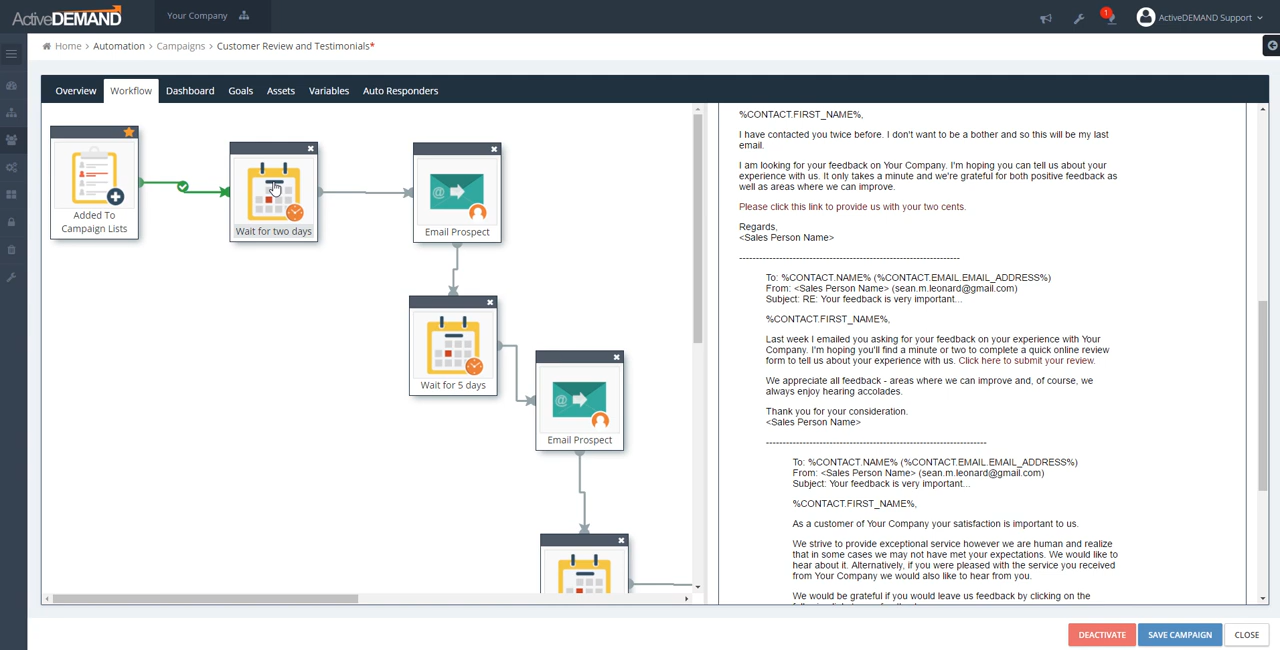 ActiveDEMAND
Your Company
1
ActiveDEMAND Support
Home > Automation > Campaigns > Customer Review and Testimonials*
Overview
Workflow
Dashboard
Goals
Assets
Variables
Auto Responders
Added To
Campaign Lists
Wait for two days
Email Prospect
Wait for 5 days
Email Prospect
%CONTACT.FIRST_NAME%,
I have contacted you twice before. I don't want to be a bother and so this will be my last
email.
I am looking for your feedback on Your Company. I'm hoping you can tell us about your
experience with us. It only takes a minute and we're grateful for both positive feedback as
well as areas where we can improve.
Please click this link to provide us with your two cents.
Regards,
<Sales Person Name>
--------------------------------------------------------------------
To: %CONTACT.NAME% (%CONTACT.EMAIL.EMAIL_ADDRESS%)
From: <Sales Person Name> (sean.m.leonard@gmail.com)
Subject: RE: Your feedback is very important...
%CONTACT.FIRST_NAME%,
Last week I emailed you asking for your feedback on your experience with Your
Company. I'm hoping you'll find a minute or two to complete a quick online review
form to tell us about your experience with us. Click here to submit your review.
We appreciate all feedback - areas where we can improve and, of course, we
always enjoy hearing accolades.
Thank you for your consideration.
<Sales Person Name>
--------------------------------------------------------------------
To: %CONTACT.NAME% (%CONTACT.EMAIL.EMAIL_ADDRESS%)
From: <Sales Person Name> (sean.m.leonard@gmail.com)
Subject: Your feedback is very important...
%CONTACT.FIRST_NAME%,
As a customer of Your Company your satisfaction is important to us.
We strive to provide exceptional service however we are human and realize
that in some cases we may not have met your expectations. We would like to
hear about it. Alternatively, if you were pleased with the service you received
from Your Company we would also like to hear from you.
We would be grateful if you would leave us feedback by clicking on the
DEACTIVATE
SAVE CAMPAIGN
CLOSE